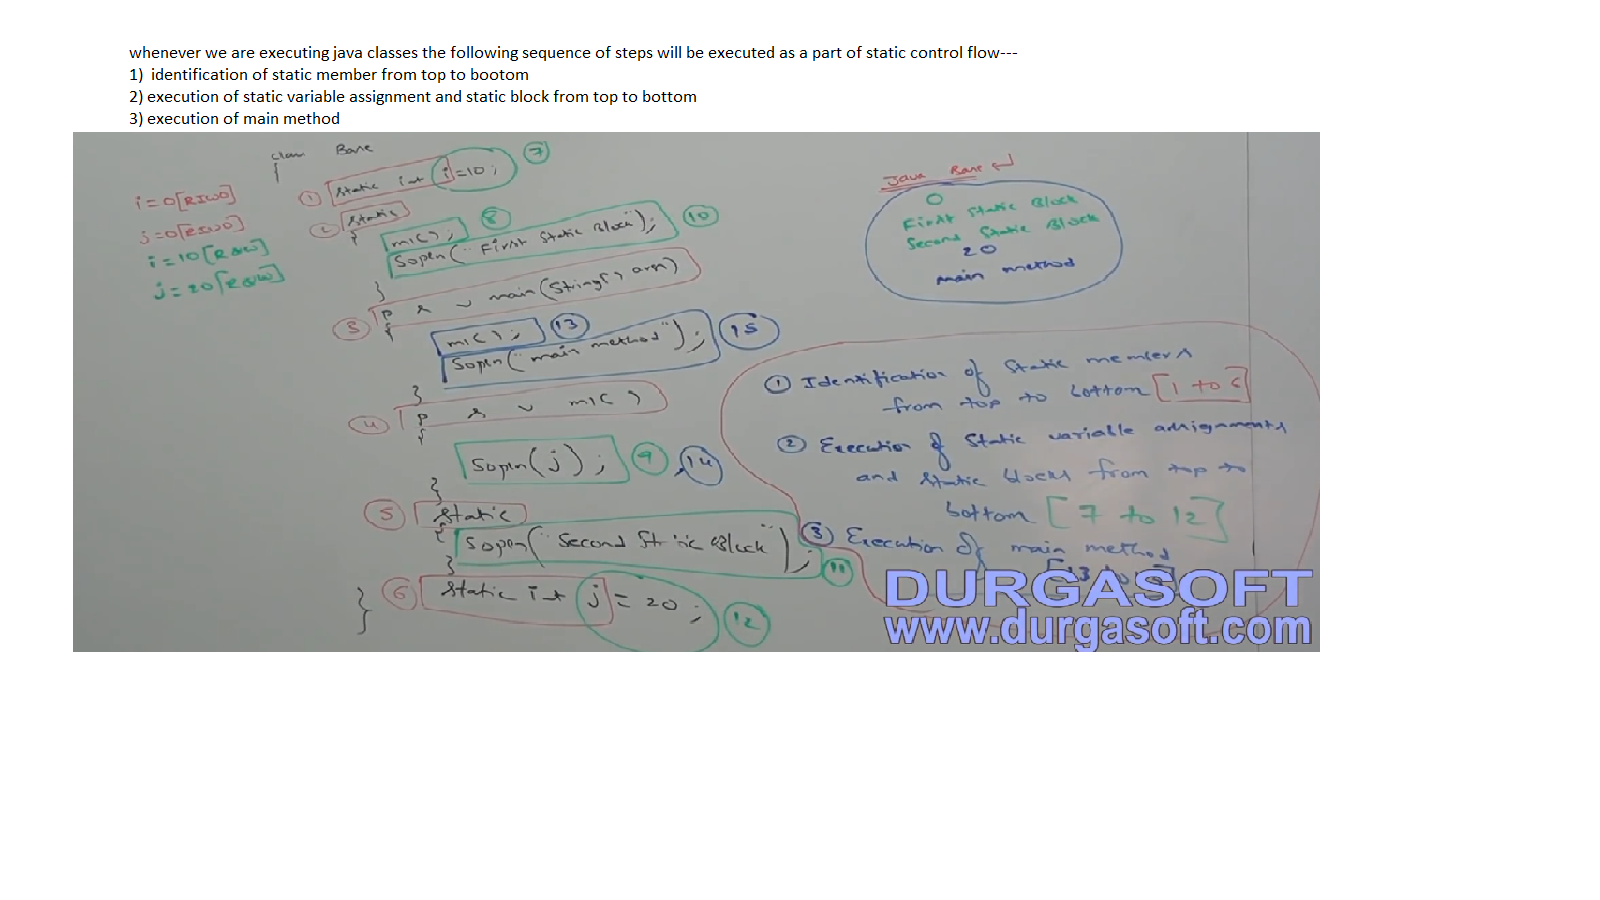 whenever we are executing java classes the following sequence of steps will be executed as a part of static control flow---
1) identification of static member from top to bootom
2) execution of static variable assignment and static block from top to bottom
3) execution of main method
class Base
{
i=0[RIWO]
j=0[RIWO]
i=10[R&W]
j=20[R&W]
① static int i=10; ⑦
② static
{
m1(); ⑧
Sopln("First Static Block"); ⑩
}
③ p s v main(String[] args)
{
m1(); ⑬
Sopln("main method"); ⑮
}
④ p s v m1()
{
Sopln(j); ⑨ ⑭
}
⑤ static
{
Sopln("Second Static Block"); ⑪
}
⑥ static int j=20; ⑫
}
Java Base ↵
0
First Static Block
Second Static Block
20
main method
① Identification of static members
from top to bottom [1 to 6]
② Execution of static variable assignments
and static blocks from top to
bottom [7 to 12]
③ Execution of main method
DURGASOFT
www.durgasoft.com